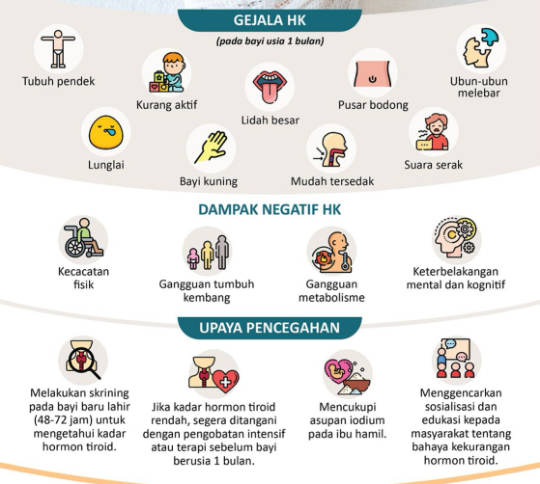 GEJALA HK
(pada bayi usia 1 bulan)
Tubuh pendek
Kurang aktif
Lidah besar
Pusar bodong
Ubun-ubun
melebar
Lunglai
Bayi kuning
Mudah tersedak
Suara serak
DAMPAK NEGATIF HK
Kecacatan
fisik
Gangguan tumbuh
kembang
Gangguan
metabolisme
Keterbelakangan
mental dan kognitif
UPAYA PENCEGAHAN
Melakukan skrining
pada bayi baru lahir
(48-72 jam) untuk
mengetahui kadar
hormon tiroid.
Jika kadar hormon tiroid
rendah, segera ditangani
dengan pengobatan intensif
atau terapi sebelum bayi
berusia 1 bulan.
Mencukupi
asupan iodium
pada ibu hamil.
Menggencarkan
sosialisasi dan
edukasi kepada
masyarakat tentang
bahaya kekurangan
hormon tiroid.